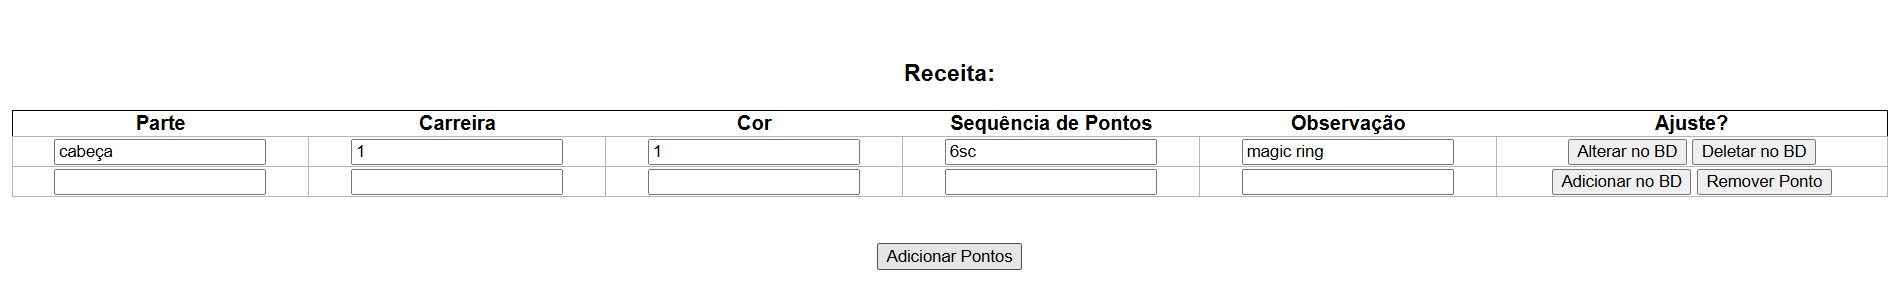 Receita:
Parte Carreira Cor Sequência de Pontos Observação Ajuste?
cabeça 1 1 6sc magic ring Alterar no BD Deletar no BD
Adicionar no BD Remover Ponto
Adicionar Pontos